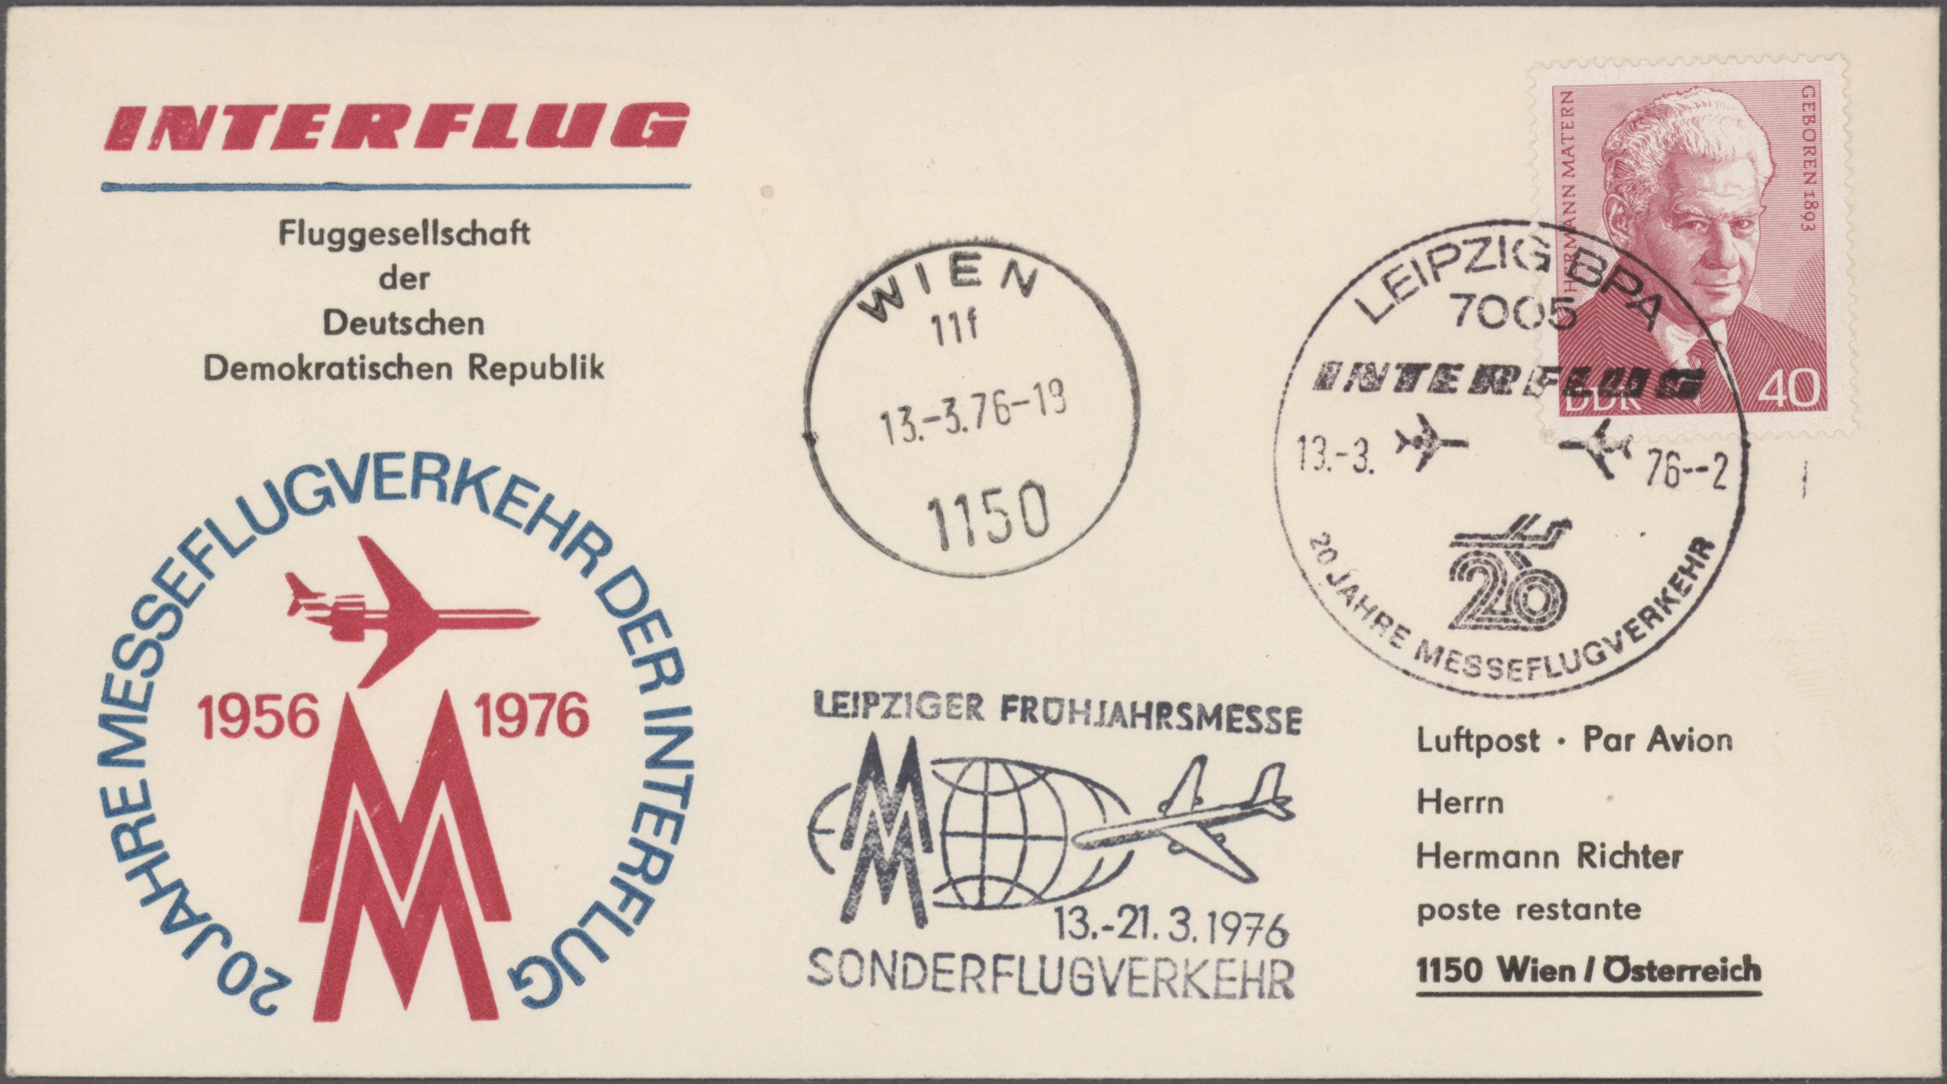 INTERFLUG
Fluggesellschaft
der
Deutschen
Demokratischen Republik
20 JAHRE MESSEFLUGVERKEHR DER INTERFLUG
1956 1976
WIEN
11f
13.-3.76-19
1150
HERMANN MATERN
GEBOREN 1893
DDR 40
LEIPZIG BPA
7005
INTERFLUG
13.-3. 76--2
20
20 JAHRE MESSEFLUGVERKEHR
LEIPZIGER FRÜHJAHRSMESSE
MM
13.-21.3.1976
SONDERFLUGVERKEHR
Luftpost · Par Avion
Herrn
Hermann Richter
poste restante
1150 Wien / Österreich